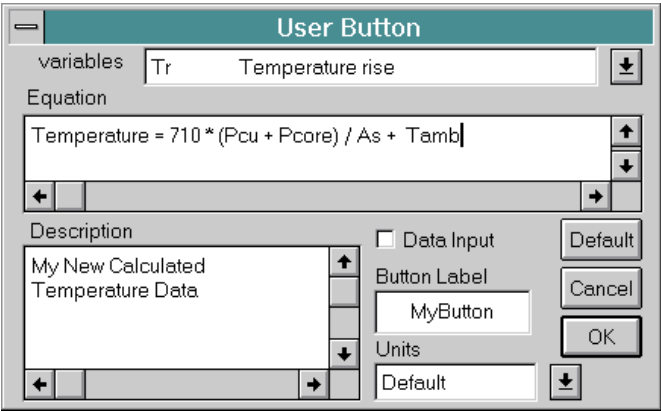 User Button
variables
Tr Temperature rise
Equation
Temperature = 710 * (Pcu + Pcore) / As + Tamb
Description
My New Calculated
Temperature Data
Data Input
Button Label
MyButton
Units
Default
Default
Cancel
OK